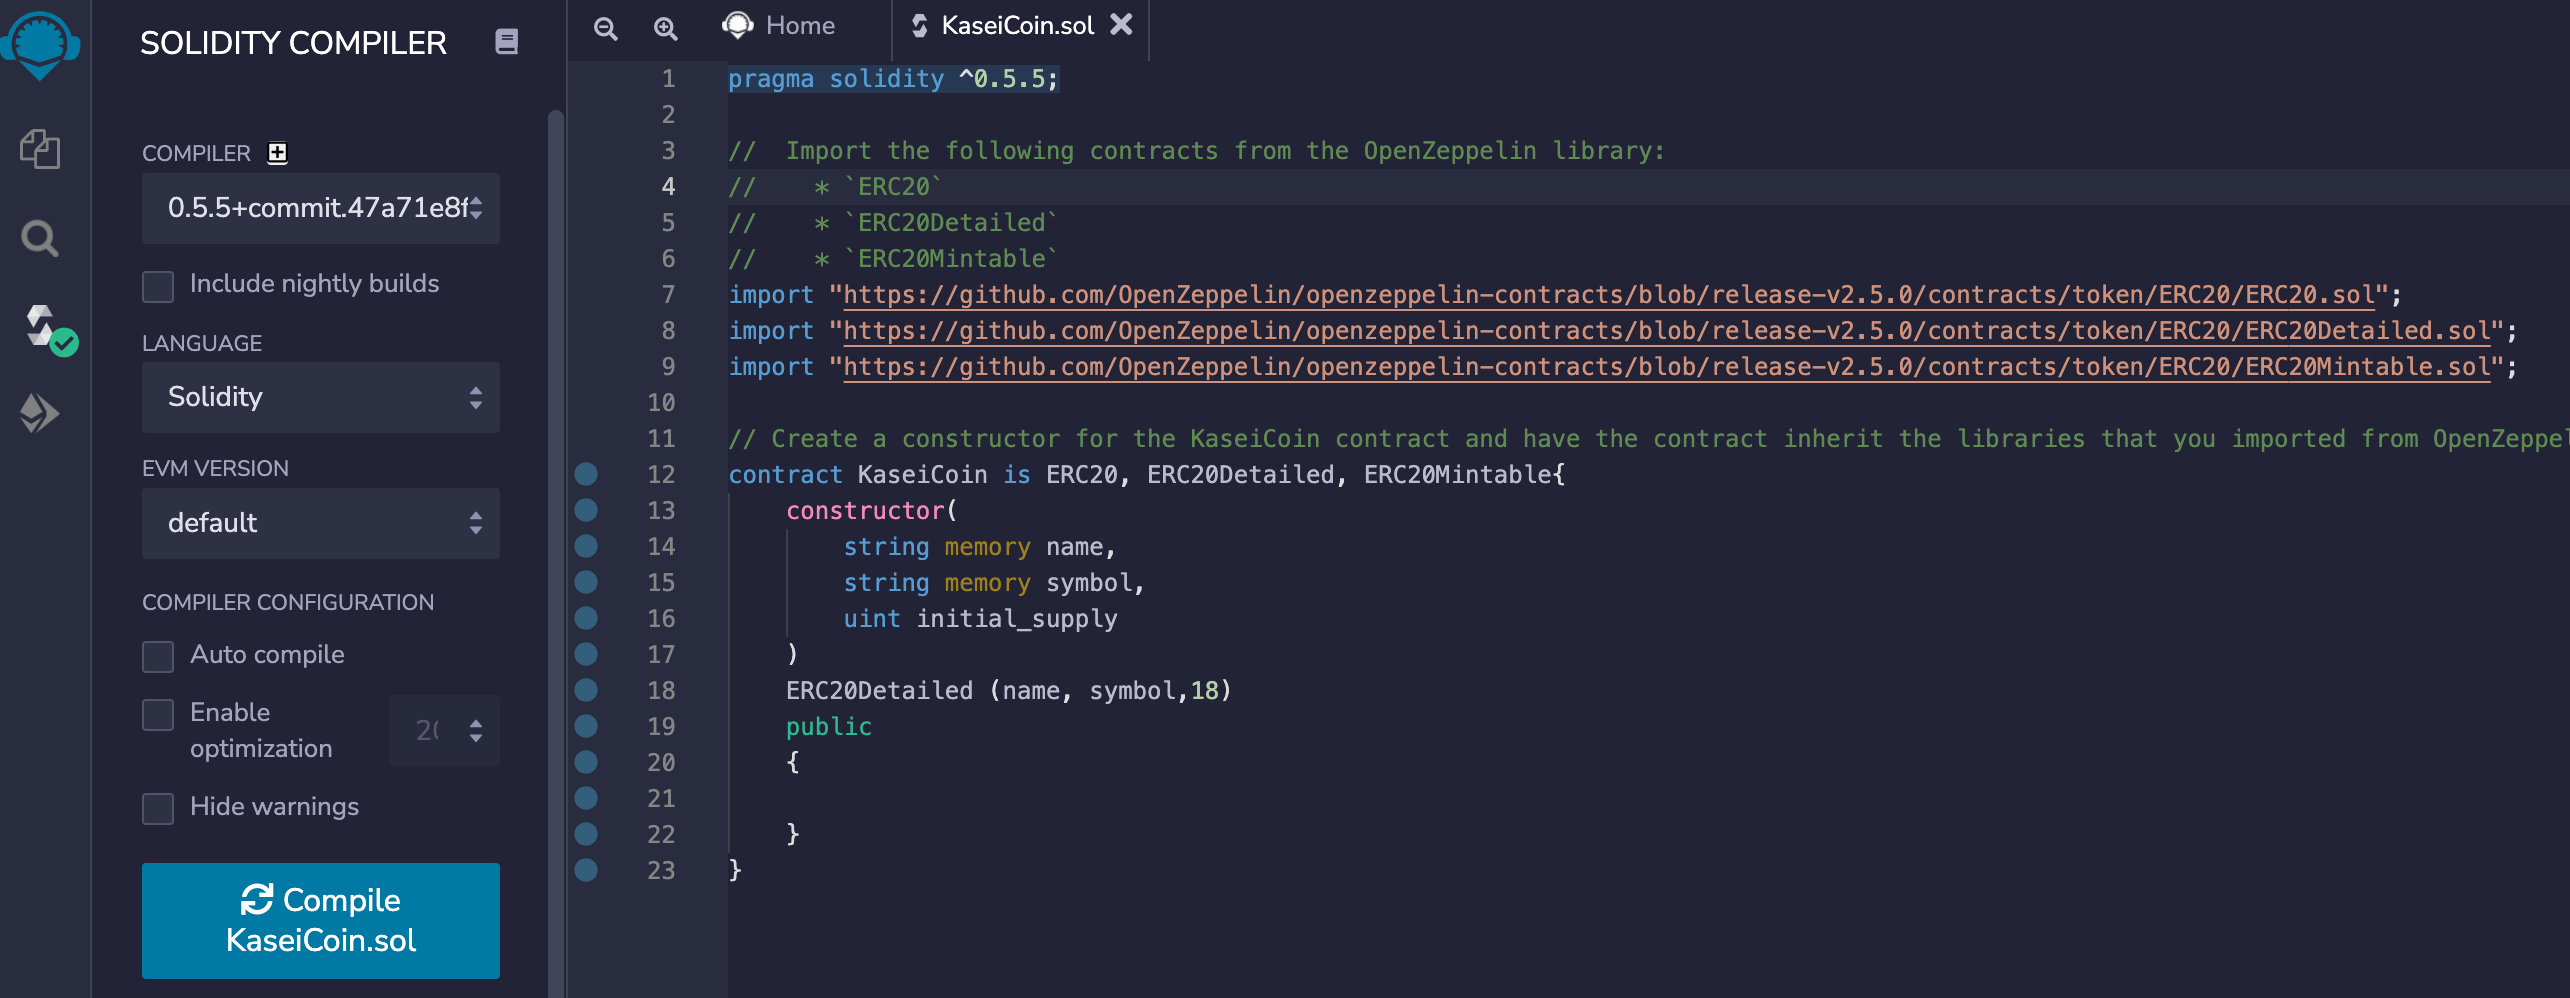 SOLIDITY COMPILER
COMPILER
0.5.5+commit.47a71e8f
Include nightly builds
LANGUAGE
Solidity
EVM VERSION
default
COMPILER CONFIGURATION
Auto compile
Enable
optimization
Hide warnings
Compile
KaseiCoin.sol
Home
KaseiCoin.sol
1 pragma solidity ^0.5.5;
2
3 //  Import the following contracts from the OpenZeppelin library:
4 //    * `ERC20`
5 //    * `ERC20Detailed`
6 //    * `ERC20Mintable`
7 import "https://github.com/OpenZeppelin/openzeppelin-contracts/blob/release-v2.5.0/contracts/token/ERC20/ERC20.sol";
8 import "https://github.com/OpenZeppelin/openzeppelin-contracts/blob/release-v2.5.0/contracts/token/ERC20/ERC20Detailed.sol";
9 import "https://github.com/OpenZeppelin/openzeppelin-contracts/blob/release-v2.5.0/contracts/token/ERC20/ERC20Mintable.sol";
10
11 // Create a constructor for the KaseiCoin contract and have the contract inherit the libraries that you imported from OpenZeppel
12 contract KaseiCoin is ERC20, ERC20Detailed, ERC20Mintable{
13     constructor(
14         string memory name,
15         string memory symbol,
16         uint initial_supply
17     )
18     ERC20Detailed (name, symbol,18)
19     public
20     {
21
22     }
23 }